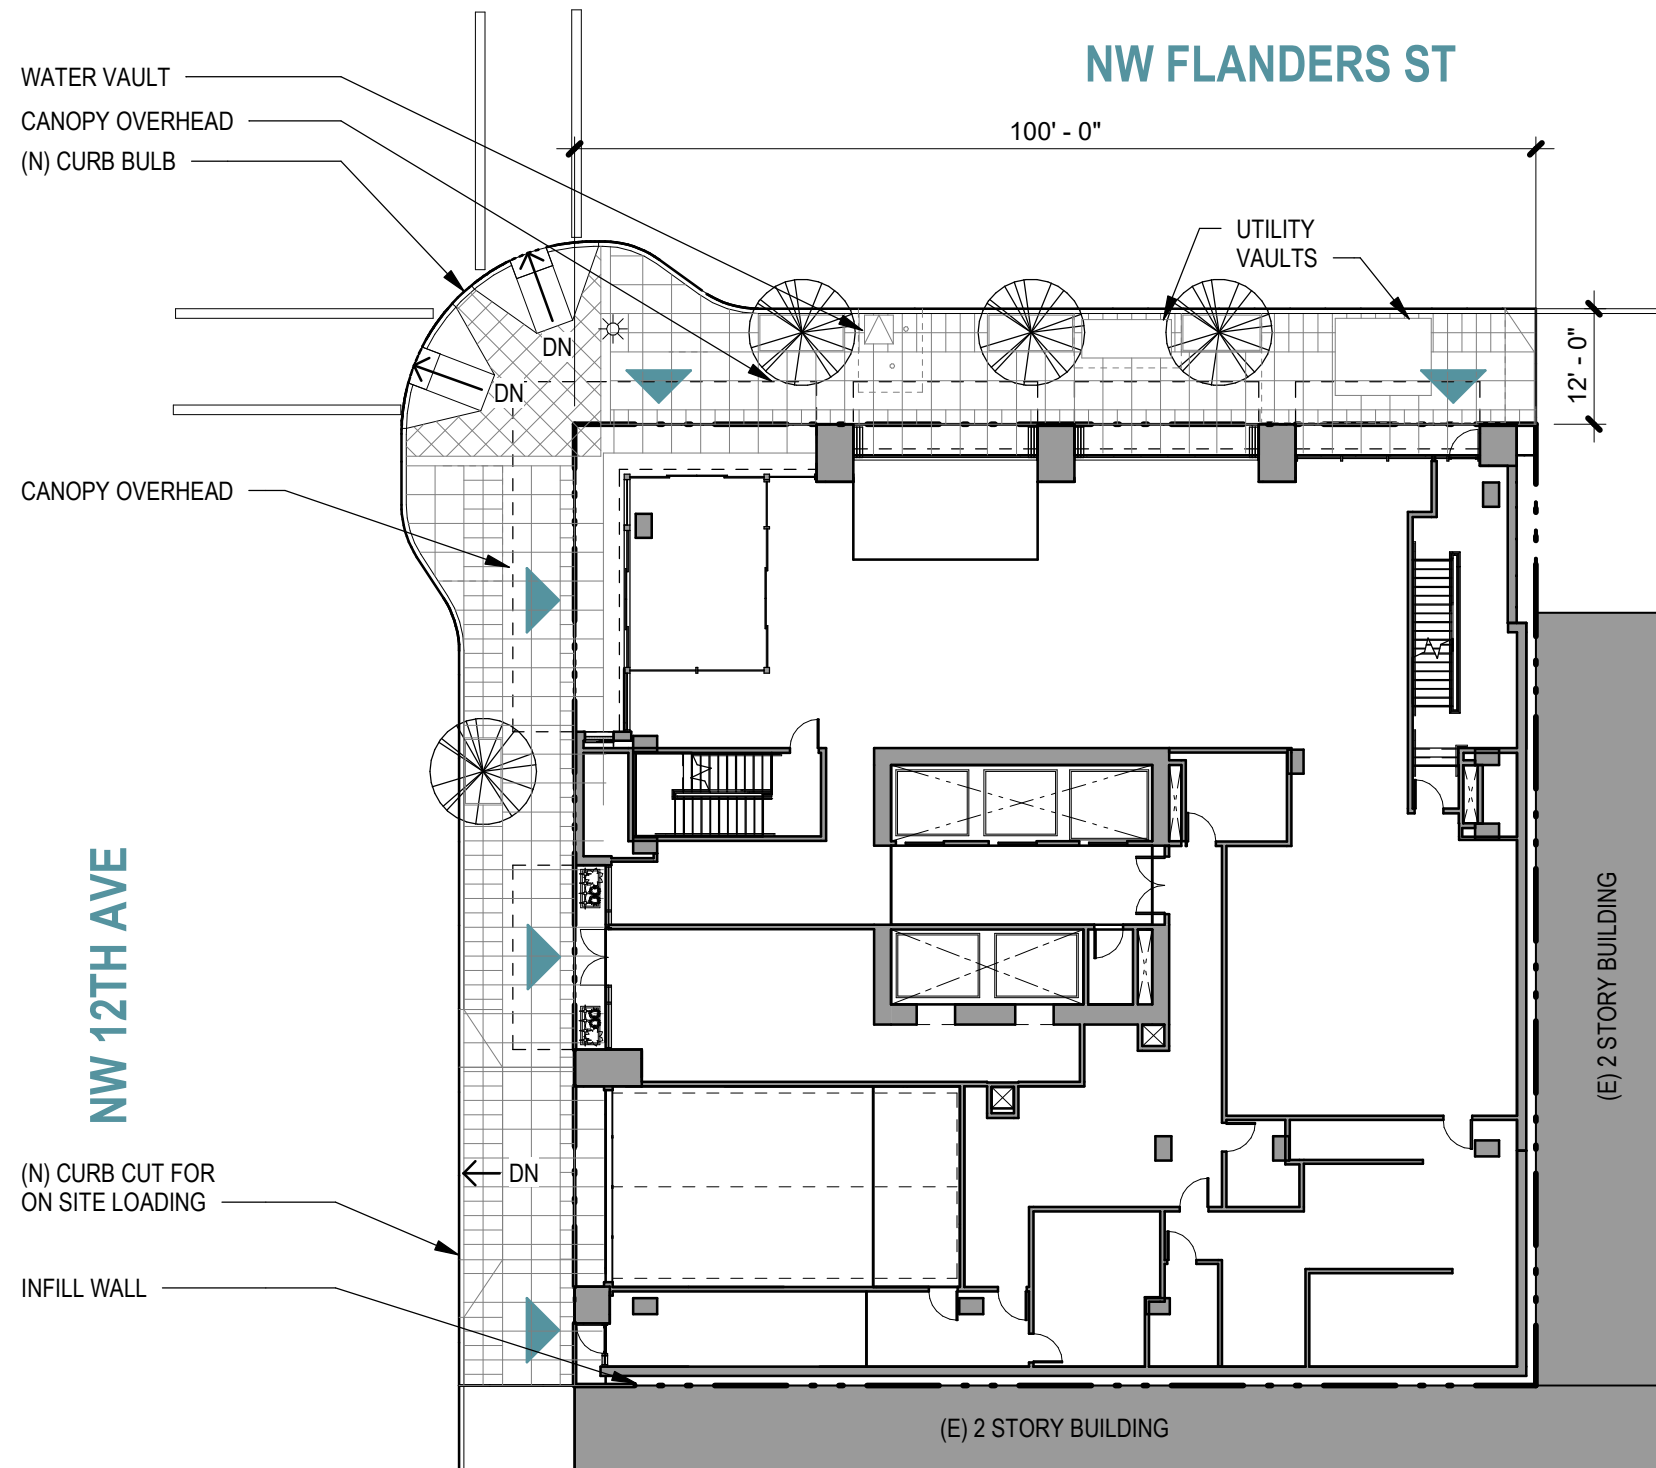 NW FLANDERS ST
WATER VAULT
CANOPY OVERHEAD
(N) CURB BULB
100' - 0"
UTILITY
VAULTS
12' - 0"
DN
DN
CANOPY OVERHEAD
NW 12TH AVE
(E) 2 STORY BUILDING
(N) CURB CUT FOR
ON SITE LOADING
DN
INFILL WALL
(E) 2 STORY BUILDING